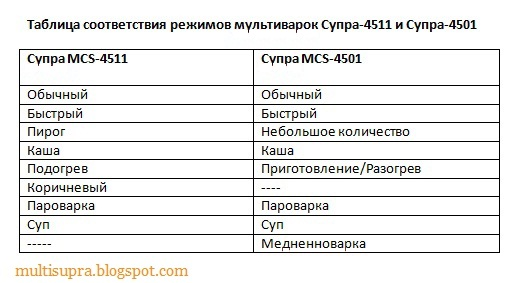 Таблица соответствия режимов мультиварок Супра-4511 и Супра-4501
Супра MCS-4511 Супра MCS-4501
Обычный Обычный
Быстрый Быстрый
Пирог Небольшое количество
Каша Каша
Подогрев Приготовление/Разогрев
Коричневый ----
Пароварка Пароварка
Суп Суп
----- Медненноварка
multisupra.blogspot.com